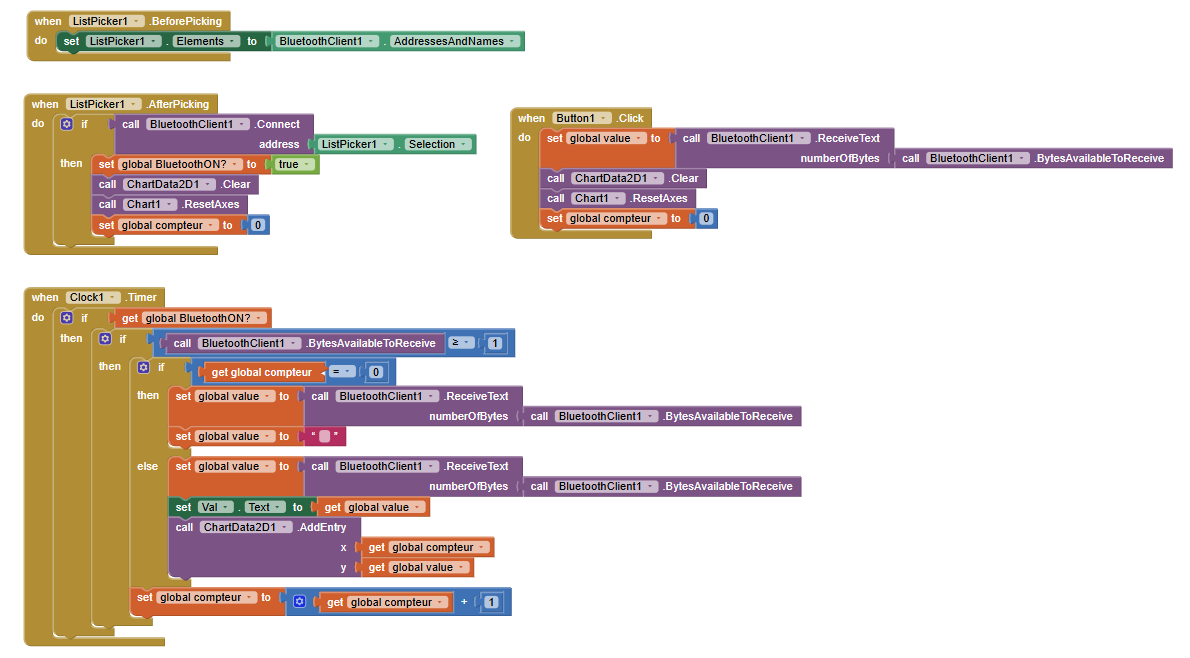 when ListPicker1 .BeforePicking
do set ListPicker1 . Elements to BluetoothClient1 . AddressesAndNames
when ListPicker1 .AfterPicking
do if call BluetoothClient1 .Connect
address ListPicker1 . Selection
then set global BluetoothON? to true
call ChartData2D1 .Clear
call Chart1 .ResetAxes
set global compteur to 0
when Button1 .Click
do set global value to call BluetoothClient1 .ReceiveText
numberOfBytes call BluetoothClient1 .BytesAvailableToReceive
call ChartData2D1 .Clear
call Chart1 .ResetAxes
set global compteur to 0
when Clock1 .Timer
do if get global BluetoothON?
then if call BluetoothClient1 .BytesAvailableToReceive ≥ 1
then if get global compteur = 0
then set global value to call BluetoothClient1 .ReceiveText
numberOfBytes call BluetoothClient1 .BytesAvailableToReceive
set global value to “ ”
else set global value to call BluetoothClient1 .ReceiveText
numberOfBytes call BluetoothClient1 .BytesAvailableToReceive
set Val . Text to get global value
call ChartData2D1 .AddEntry
x get global compteur
y get global value
set global compteur to get global compteur + 1